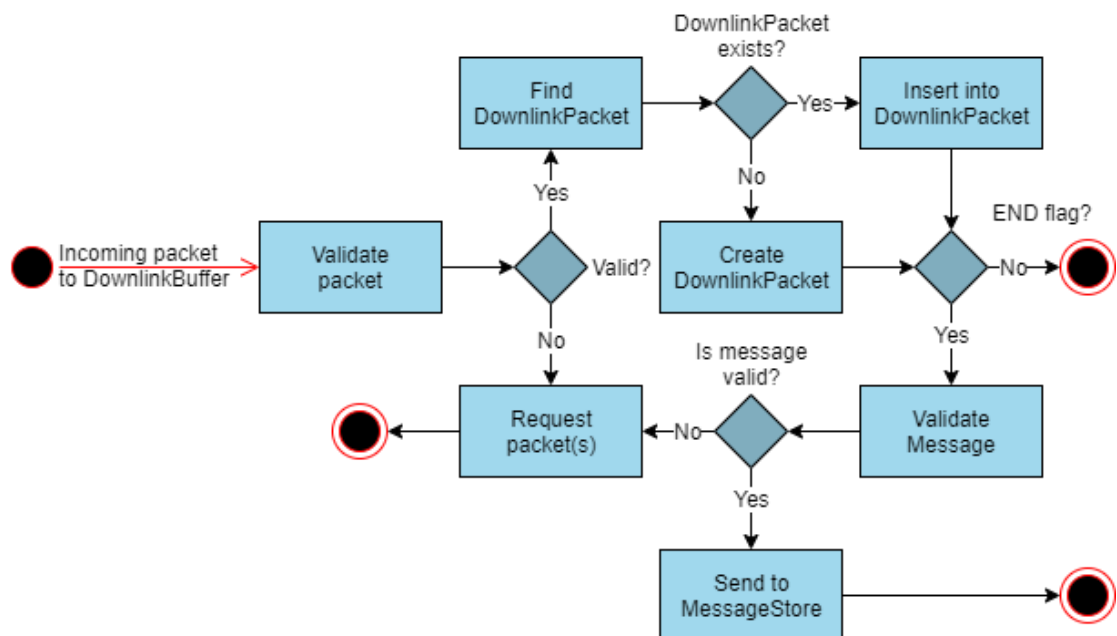 DownlinkPacket
exists?
Find
DownlinkPacket
Yes
Insert into
DownlinkPacket
Yes
No
END flag?
Incoming packet
to DownlinkBuffer
Validate
packet
Valid?
Create
DownlinkPacket
No
No
Is message
valid?
Yes
Request
packet(s)
No
Validate
Message
Yes
Send to
MessageStore